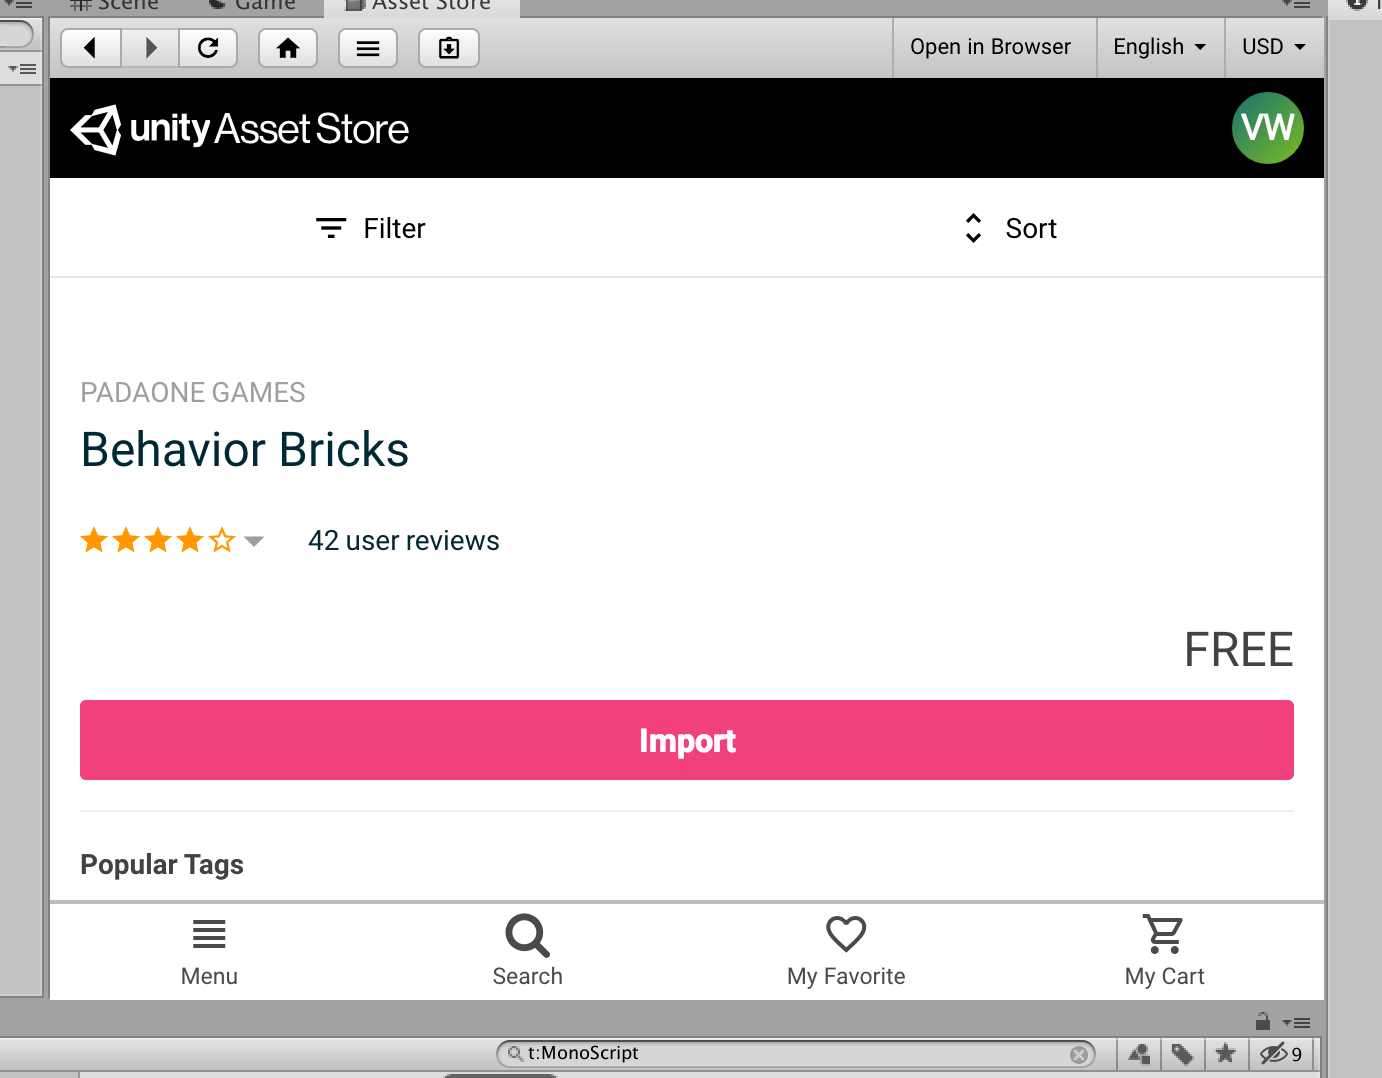 Scene Game Asset Store
Open in Browser English USD
unity Asset Store
VW
Filter Sort
PADAONE GAMES
Behavior Bricks
42 user reviews
FREE
Import
Popular Tags
Menu Search My Favorite My Cart
t:MonoScript 9